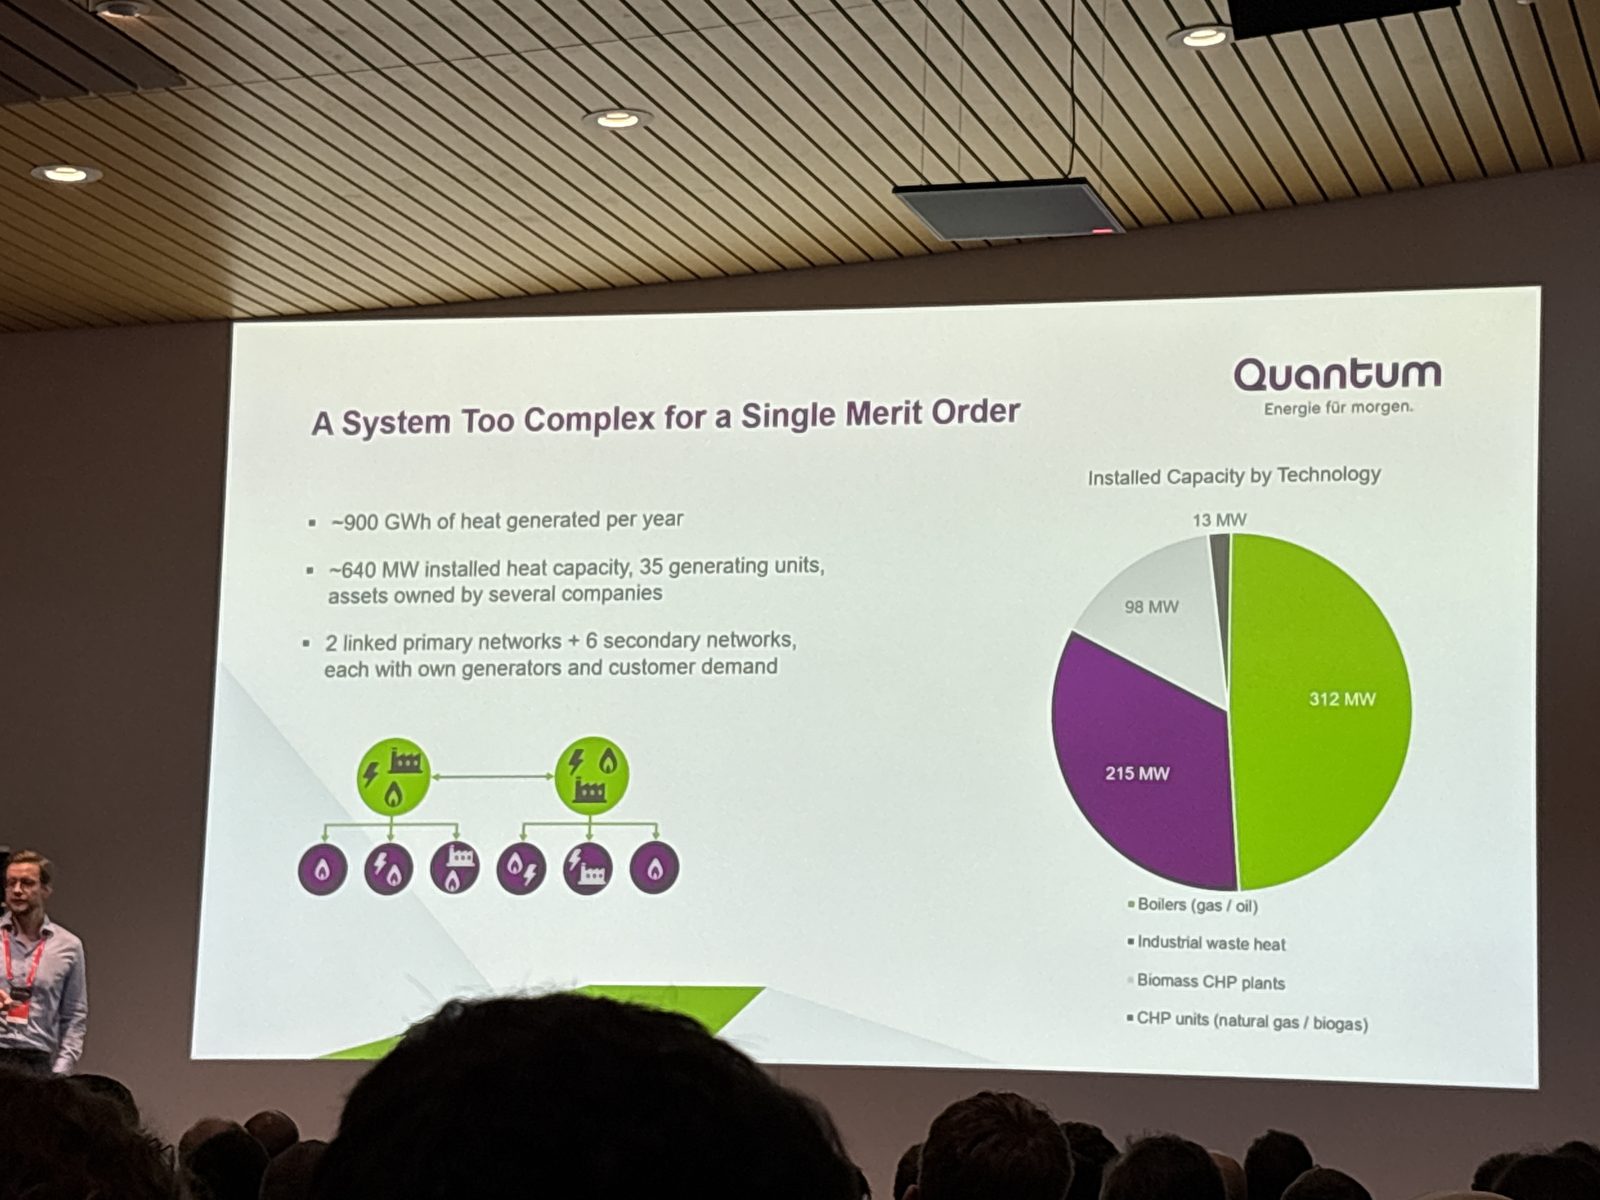 Quantum
Energie für morgen.
A System Too Complex for a Single Merit Order
▪ ~900 GWh of heat generated per year
▪ ~640 MW installed heat capacity, 35 generating units,
assets owned by several companies
▪ 2 linked primary networks + 6 secondary networks,
each with own generators and customer demand
Installed Capacity by Technology
13 MW
98 MW
312 MW
215 MW
▪ Boilers (gas / oil)
▪ Industrial waste heat
▪ Biomass CHP plants
▪ CHP units (natural gas / biogas)